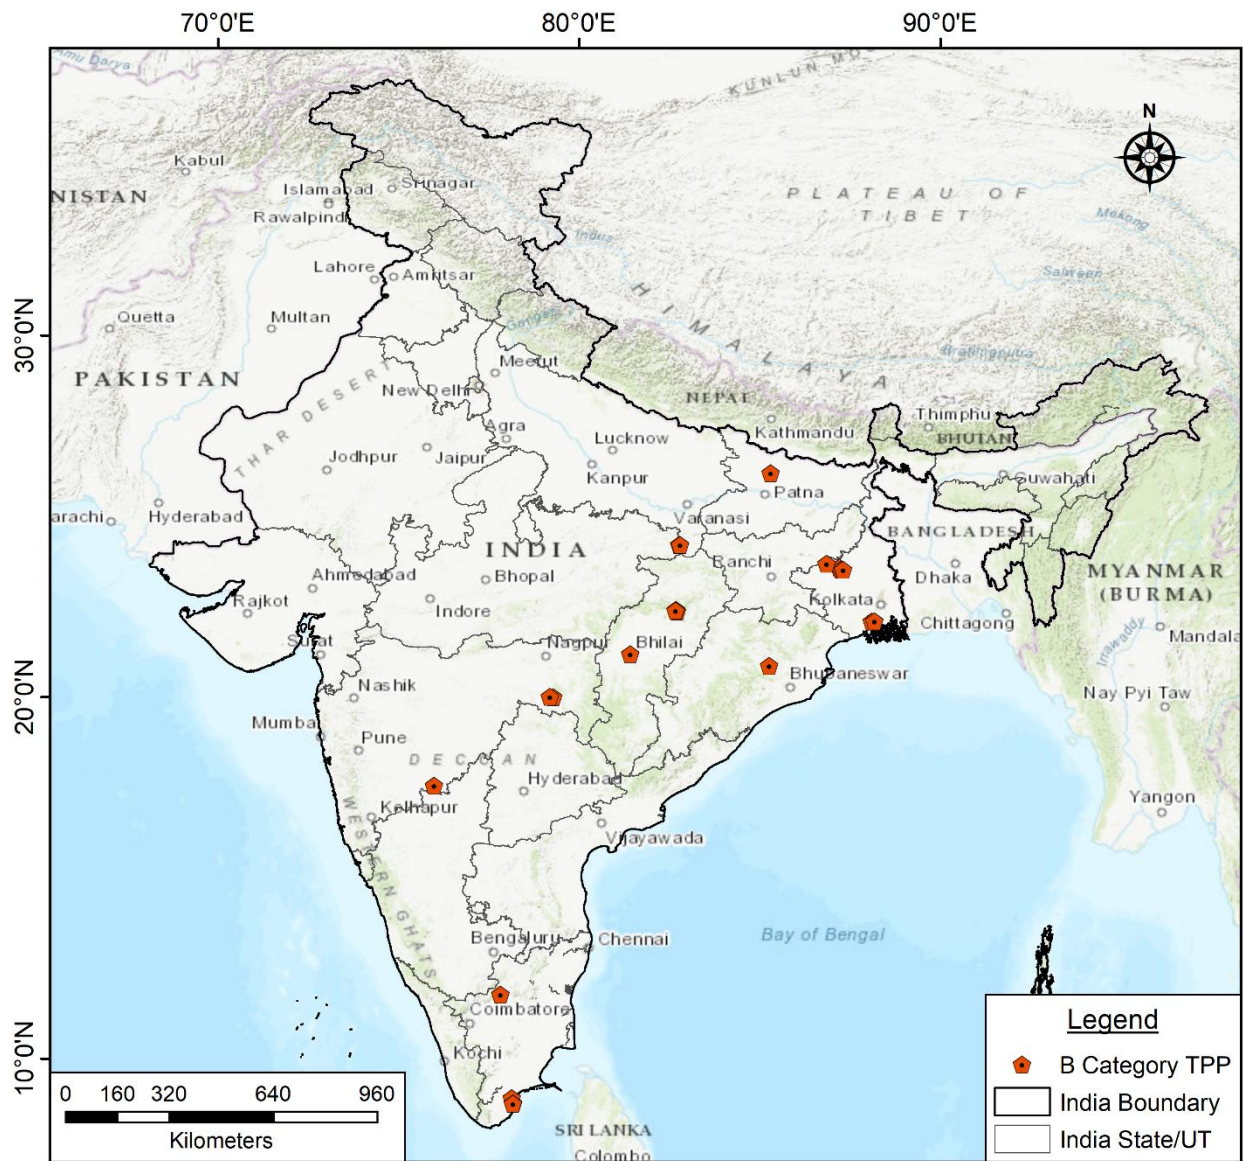 70°0'E
80°0'E
90°0'E
Amu Darya
KUNLUN MO
N
Kabul
Srinagar
Islamabad
PLATEAU OF
TIBET
NISTAN
Rawalpindi
Mekong
Indus
Lahore
Amritsar
Salween
HIMALAYA
30°0'N
Quetta
Multan
Ganges
Brahmaputra
Meerut
PAKISTAN
New Delhi
THAR DESERT
NEPAL
Thimphu
Agra
Lucknow
Kathmandu
BHUTAN
Jodhpur
Jaipur
Kanpur
Guwahati
Patna
arachi
Hyderabad
Varanasi
BANGLADESH
INDIA
Ranchi
Ahmedabad
Bhopal
Dhaka
MYANMAR
(BURMA)
Rajkot
Indore
Kolkata
Chittagong
Mandala
Surat
Nagpur
Bhilai
Irrawaddy
Bhubaneswar
20°0'N
Nashik
Nay Pyi Taw
Mumba
Pune
DECCAN
Hyderabad
Yangon
Kolhapur
Vijayawada
WESTERN GHATS
Bengaluru
Chennai
Bay of Bengal
Coimbatore
10°0'N
Kochi
SRI LANKA
Colombo
0 160 320 640 960
Kilometers
Legend
B Category TPP
India Boundary
India State/UT